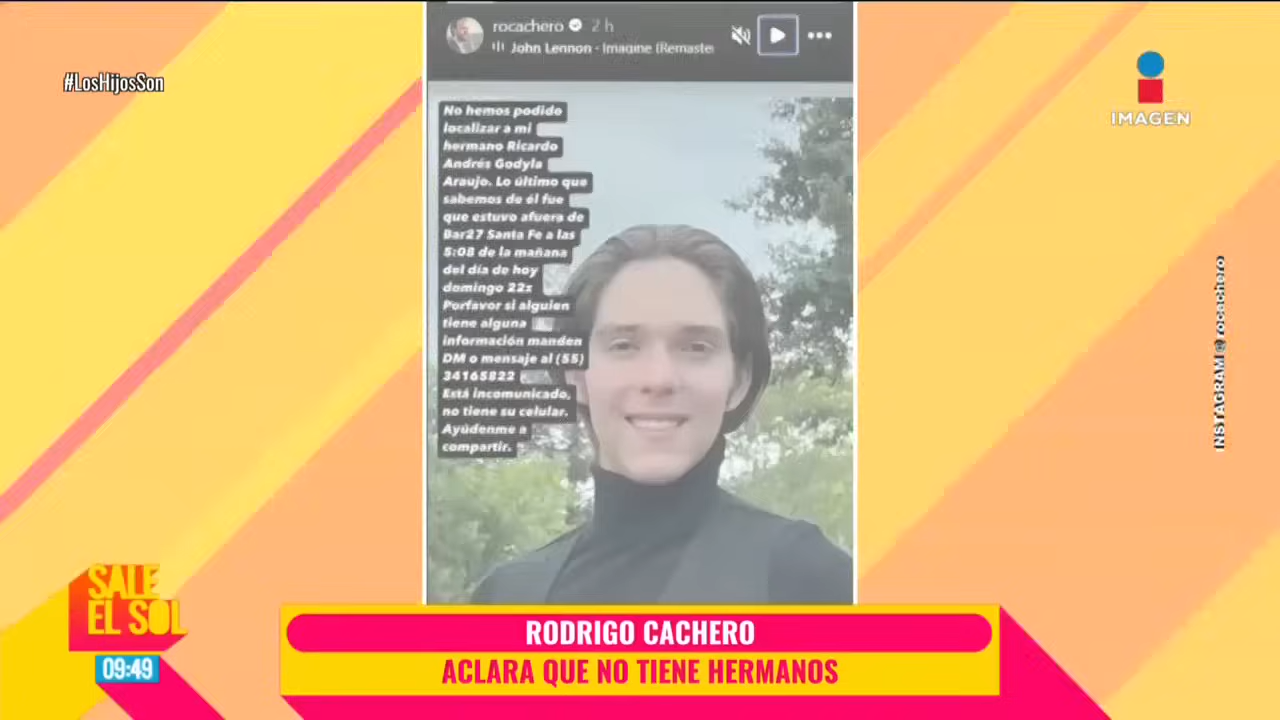 #LosHijosSon
rocachero 2 h
John Lennon - Imagine (Remaste
IMAGEN
No hemos podido
localizar a mi
hermano Ricardo
Andrés Godyla
Araujo. Lo último que
sabemos de él fue
que estuvo afuera de
Bar27 Santa Fe a las
5:08 de la mañana
del día de hoy
domingo 22z
Porfavor si alguien
tiene alguna
información manden
DM o mensaje al (55)
34165822
Está incomunicado,
no tiene su celular.
Ayúdenme a
compartir.
INSTAGRAM @rocachero
SALE
EL SOL
09:49
RODRIGO CACHERO
ACLARA QUE NO TIENE HERMANOS